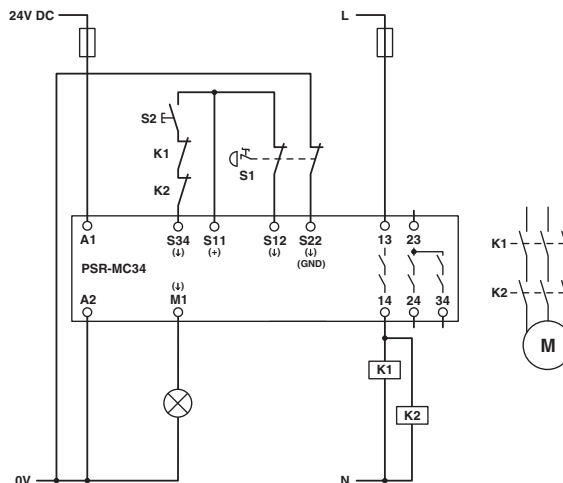 24V DC
L
S2
K1
S1
K2
A1
S34
S11
S12
S22
13
23
(↓)
(+)
(↓)
(↓)
(GND)
PSR-MC34
(↓)
A2
M1
14
24
34
K1
K2
K1
K2
M
0V
N